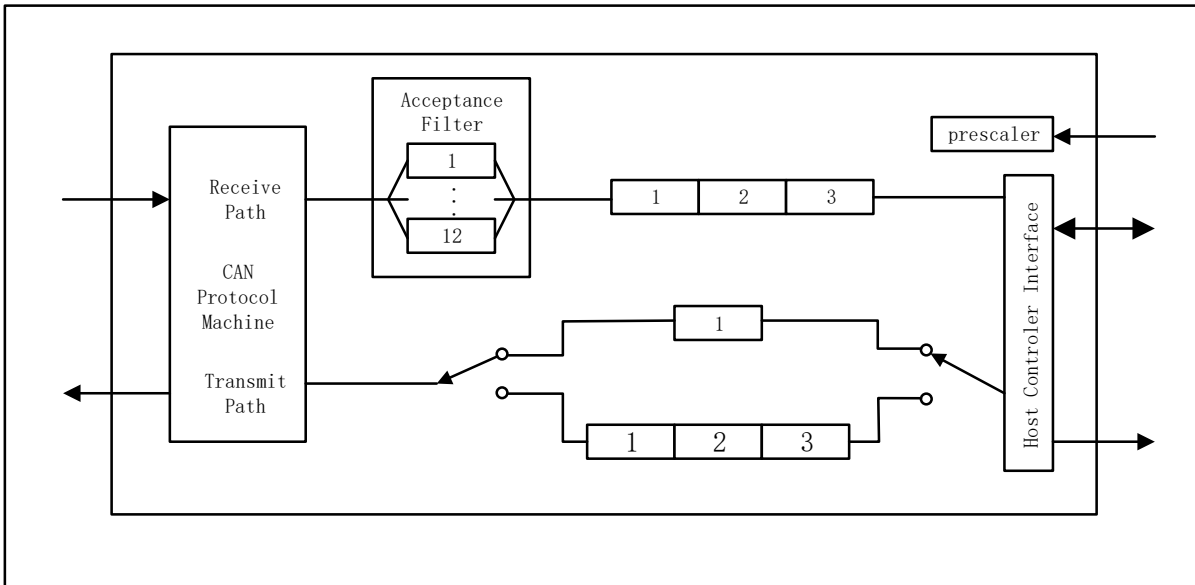 Acceptance
Filter
1
⋮
12
prescaler
Receive
Path
CAN
Protocol
Machine
Transmit
Path
1 2 3
1
1 2 3
Host Controler Interface